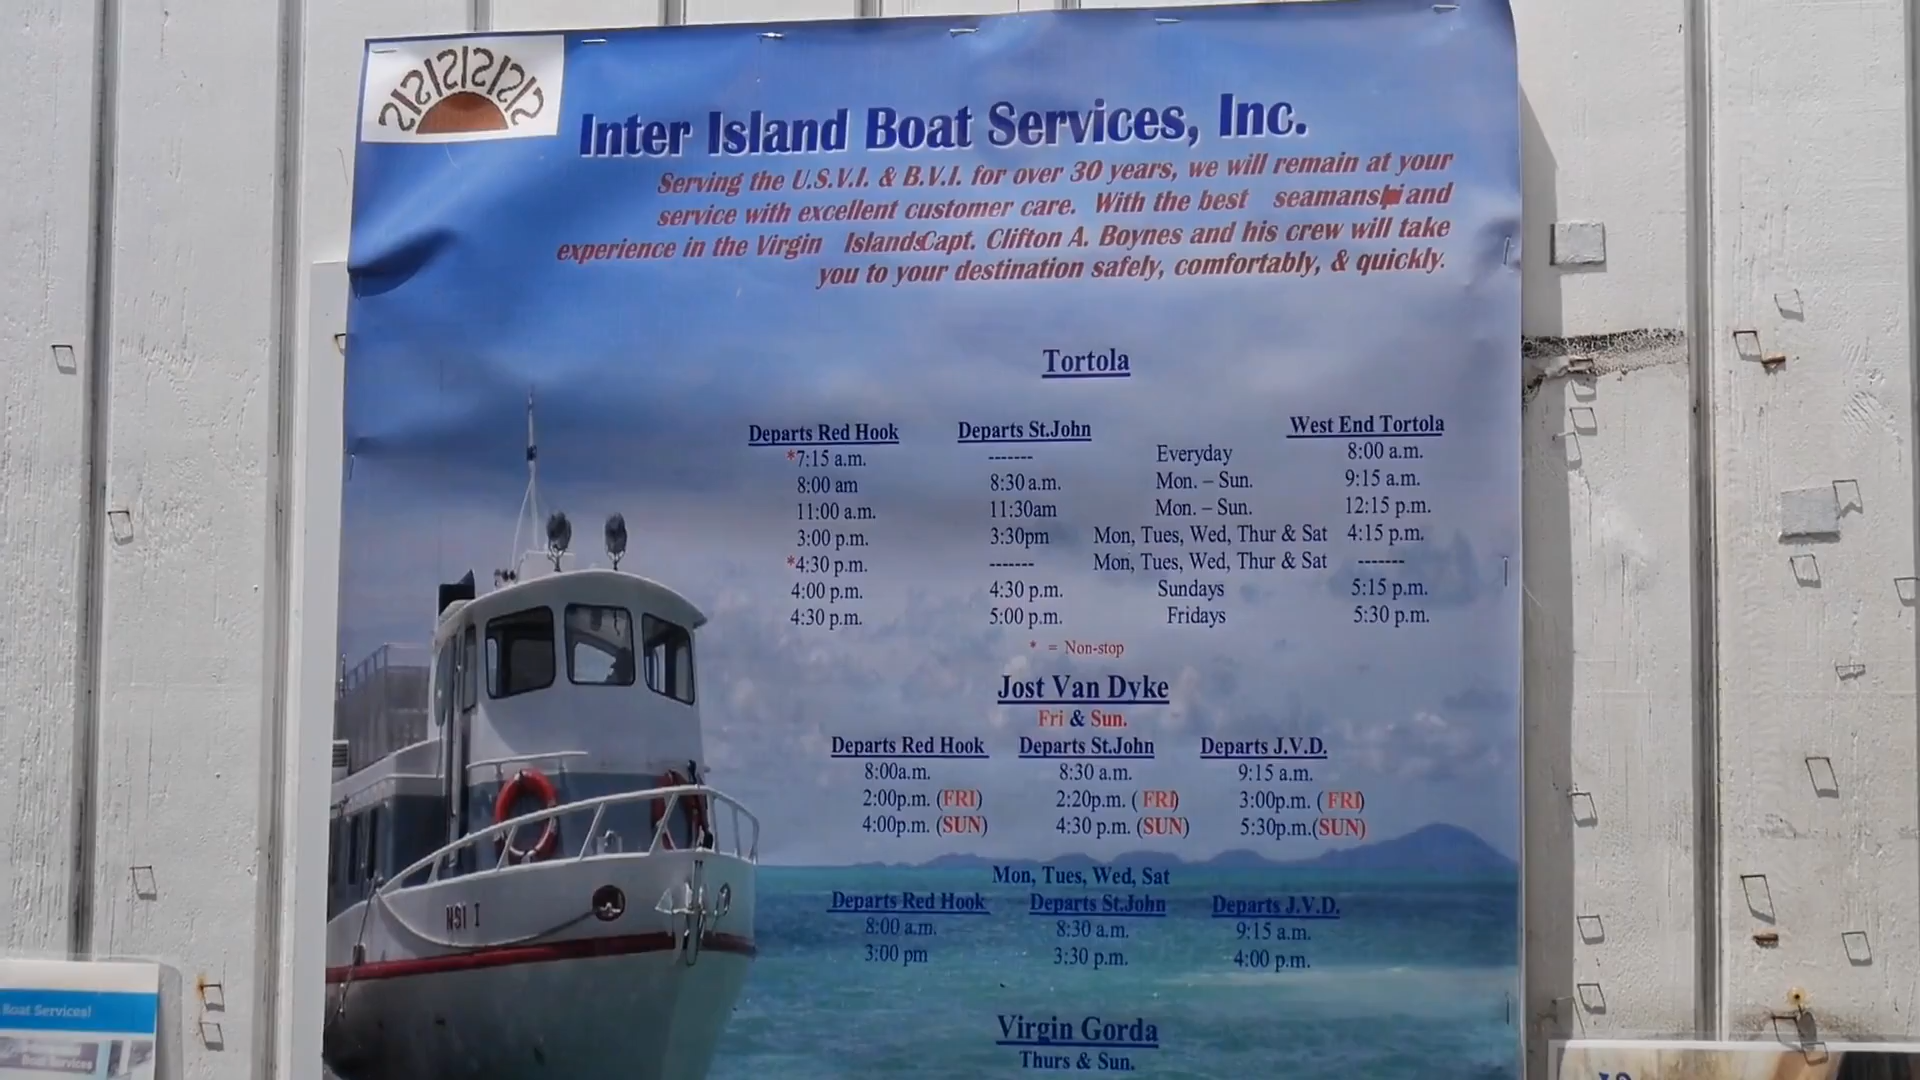 Inter Island Boat Services, Inc.
Serving the U.S.V.I. & B.V.I. for over 30 years, we will remain at your
service with excellent customer care. With the best seamanshi and
experience in the Virgin Islands Capt. Clifton A. Boynes and his crew will take
you to your destination safely, comfortably, & quickly.
Tortola
Departs Red Hook Departs St.John West End Tortola
*7:15 a.m. ------- Everyday 8:00 a.m.
8:00 am 8:30 a.m. Mon. – Sun. 9:15 a.m.
11:00 a.m. 11:30am Mon. – Sun. 12:15 p.m.
3:00 p.m. 3:30pm Mon, Tues, Wed, Thur & Sat 4:15 p.m.
*4:30 p.m. ------- Mon, Tues, Wed, Thur & Sat -------
4:00 p.m. 4:30 p.m. Sundays 5:15 p.m.
4:30 p.m. 5:00 p.m. Fridays 5:30 p.m.
* = Non-stop
Jost Van Dyke
Fri & Sun.
Departs Red Hook Departs St.John Departs J.V.D.
8:00a.m. 8:30 a.m. 9:15 a.m.
2:00p.m. (FRI) 2:20p.m. ( FRI) 3:00p.m. ( FRI)
4:00p.m. (SUN) 4:30 p.m. (SUN) 5:30p.m.(SUN)
Mon, Tues, Wed, Sat
Departs Red Hook Departs St.John Departs J.V.D.
8:00 a.m. 8:30 a.m. 9:15 a.m.
3:00 pm 3:30 p.m. 4:00 p.m.
Virgin Gorda
Thurs & Sun.
Boat Services!
Boat Services